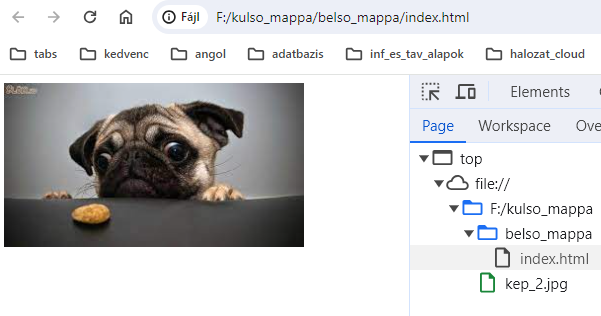 Fájl F:/kulso_mappa/belso_mappa/index.html
tabs kedvenc angol adatbazis inf_es_tav_alapok halozat_cloud
Elements
Page Workspace Ove
top
file://
F:/kulso_mappa
belso_mappa
index.html
kep_2.jpg